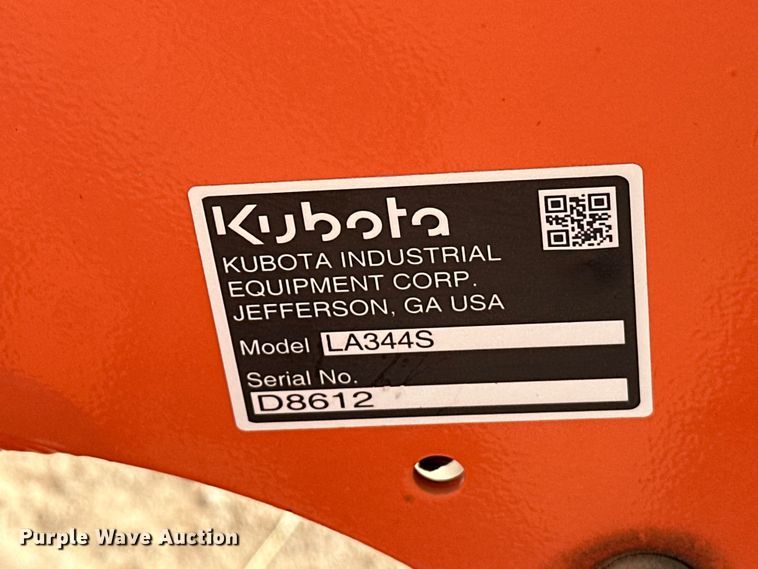 Kubota
KUBOTA INDUSTRIAL
EQUIPMENT CORP.
JEFFERSON, GA USA
Model LA344S
Serial No.
D8612
Purple Wave Auction